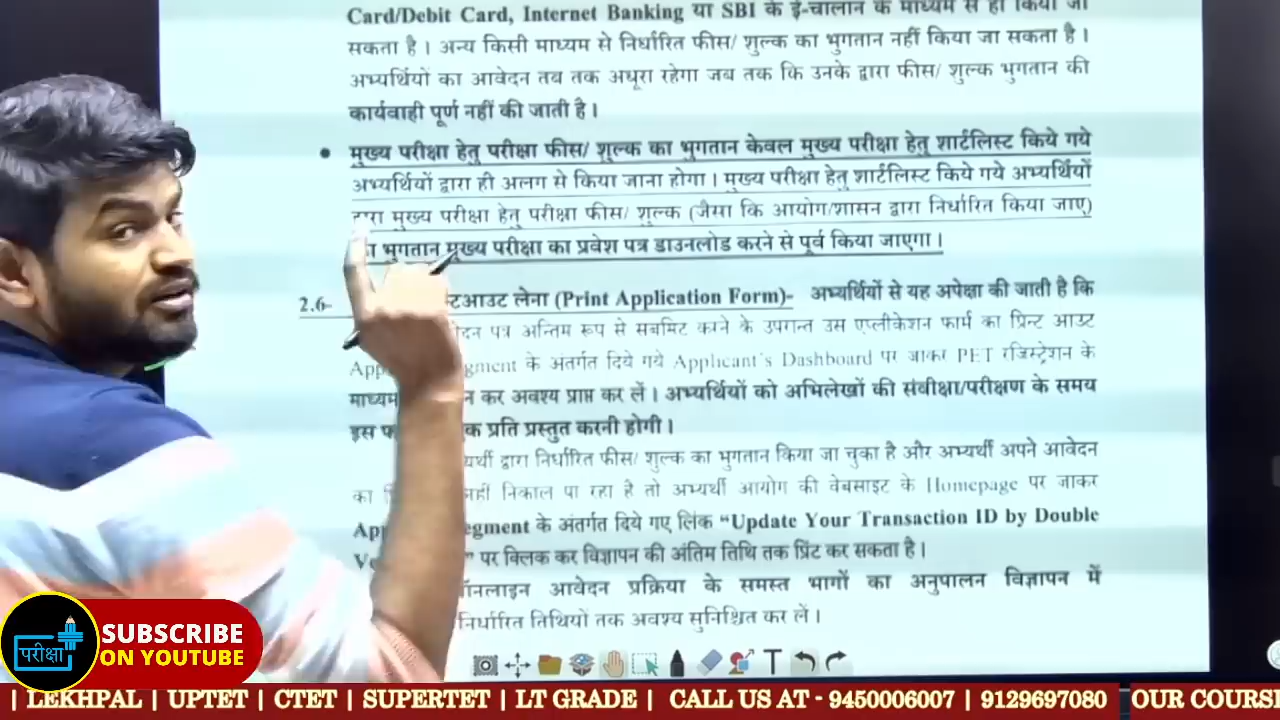 Card/Debit Card, Internet Banking या SBI के ई-चालान के माध्यम से ही किया जा
सकता है । अन्य किसी माध्यम से निर्धारित फीस/ शुल्क का भुगतान नहीं किया जा सकता है ।
अभ्यर्थियों का आवेदन तब तक अधूरा रहेगा जब तक कि उनके द्वारा फीस/ शुल्क भुगतान की
कार्यवाही पूर्ण नहीं की जाती है ।
• मुख्य परीक्षा हेतु परीक्षा फीस/ शुल्क का भुगतान केवल मुख्य परीक्षा हेतु शार्टलिस्ट किये गये
अभ्यर्थियों द्वारा ही अलग से किया जाना होगा । मुख्य परीक्षा हेतु शार्टलिस्ट किये गये अभ्यर्थियों
द्वारा मुख्य परीक्षा हेतु परीक्षा फीस/ शुल्क (जैसा कि आयोग/शासन द्वारा निर्धारित किया जाए)
भुगतान मुख्य परीक्षा का प्रवेश पत्र डाउनलोड करने से पूर्व किया जाएगा ।
2.6- टआउट लेना (Print Application Form)- अभ्यर्थियों से यह अपेक्षा की जाती है कि
पत्र अन्तिम रूप से सबमिट करने के उपरान्त उस एप्लीकेशन फार्म का प्रिन्ट आउट
App gment के अंतर्गत दिये गये Applicant's Dashboard पर जाकर PET रजिस्ट्रेशन के
माध्यम कर अवश्य प्राप्त कर लें । अभ्यर्थियों को अभिलेखों की संवीक्षा/परीक्षण के समय
इस प्रति प्रस्तुत करनी होगी ।
द्वारा निर्धारित फीस/ शुल्क का भुगतान किया जा चुका है और अभ्यर्थी अपने आवेदन
का नहीं निकाल पा रहा है तो अभ्यर्थी आयोग की वेबसाइट के Homepage पर जाकर
App egment के अंतर्गत दिये गए लिंक "Update Your Transaction ID by Double
Ve " पर क्लिक कर विज्ञापन की अंतिम तिथि तक प्रिंट कर सकता है ।
ऑनलाइन आवेदन प्रक्रिया के समस्त भागों का अनुपालन विज्ञापन में
निर्धारित तिथियों तक अवश्य सुनिश्चित कर लें ।
परीक्षा
SUBSCRIBE
ON YOUTUBE
| LEKHPAL | UPTET | CTET | SUPERTET | LT GRADE | CALL US AT - 9450006007 | 9129697080 OUR COURSE